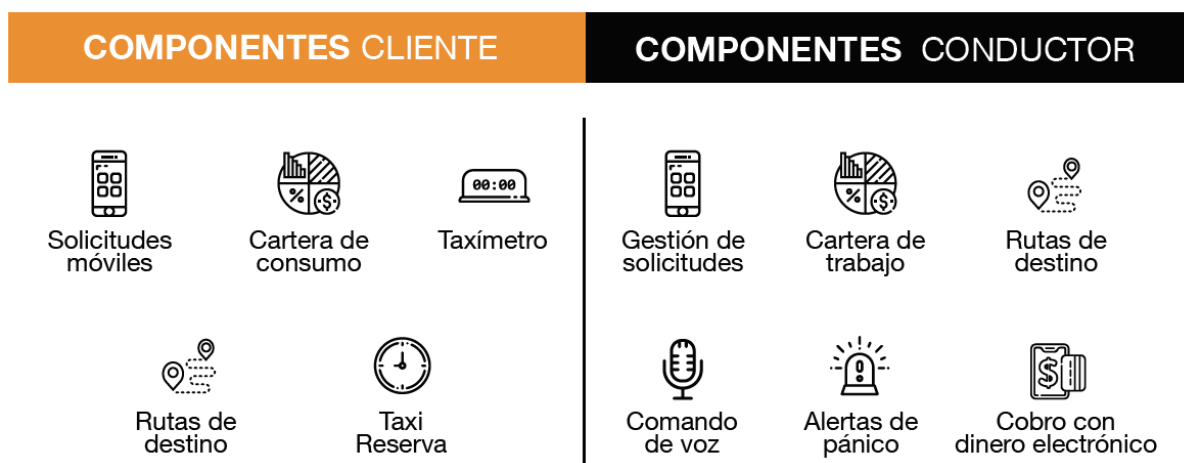 COMPONENTES CLIENTE
Solicitudes
móviles
Cartera de
consumo
00:00
Taxímetro
Rutas de
destino
Taxi
Reserva
COMPONENTES CONDUCTOR
Gestión de
solicitudes
Cartera de
trabajo
Rutas de
destino
Comando
de voz
Alertas de
pánico
Cobro con
dinero electrónico